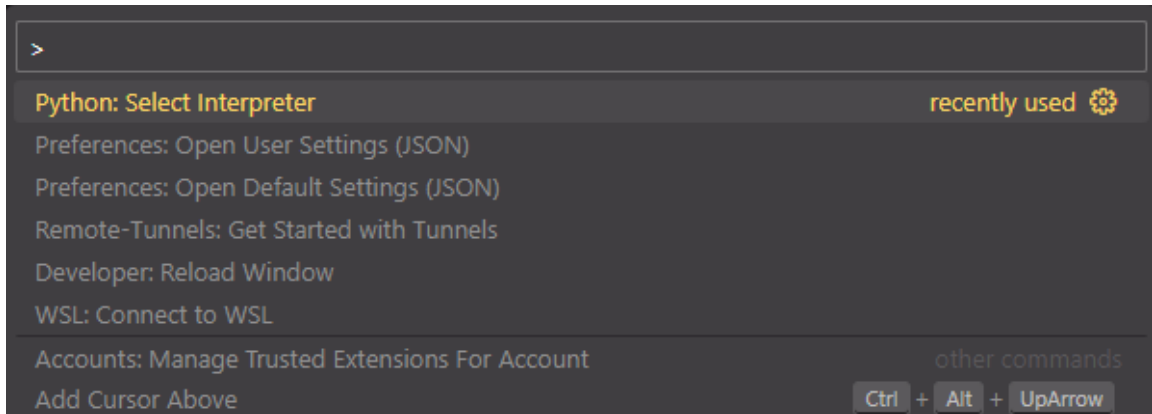 >
Python: Select Interpreter recently used
Preferences: Open User Settings (JSON)
Preferences: Open Default Settings (JSON)
Remote-Tunnels: Get Started with Tunnels
Developer: Reload Window
WSL: Connect to WSL
Accounts: Manage Trusted Extensions For Account other commands
Add Cursor Above Ctrl + Alt + UpArrow